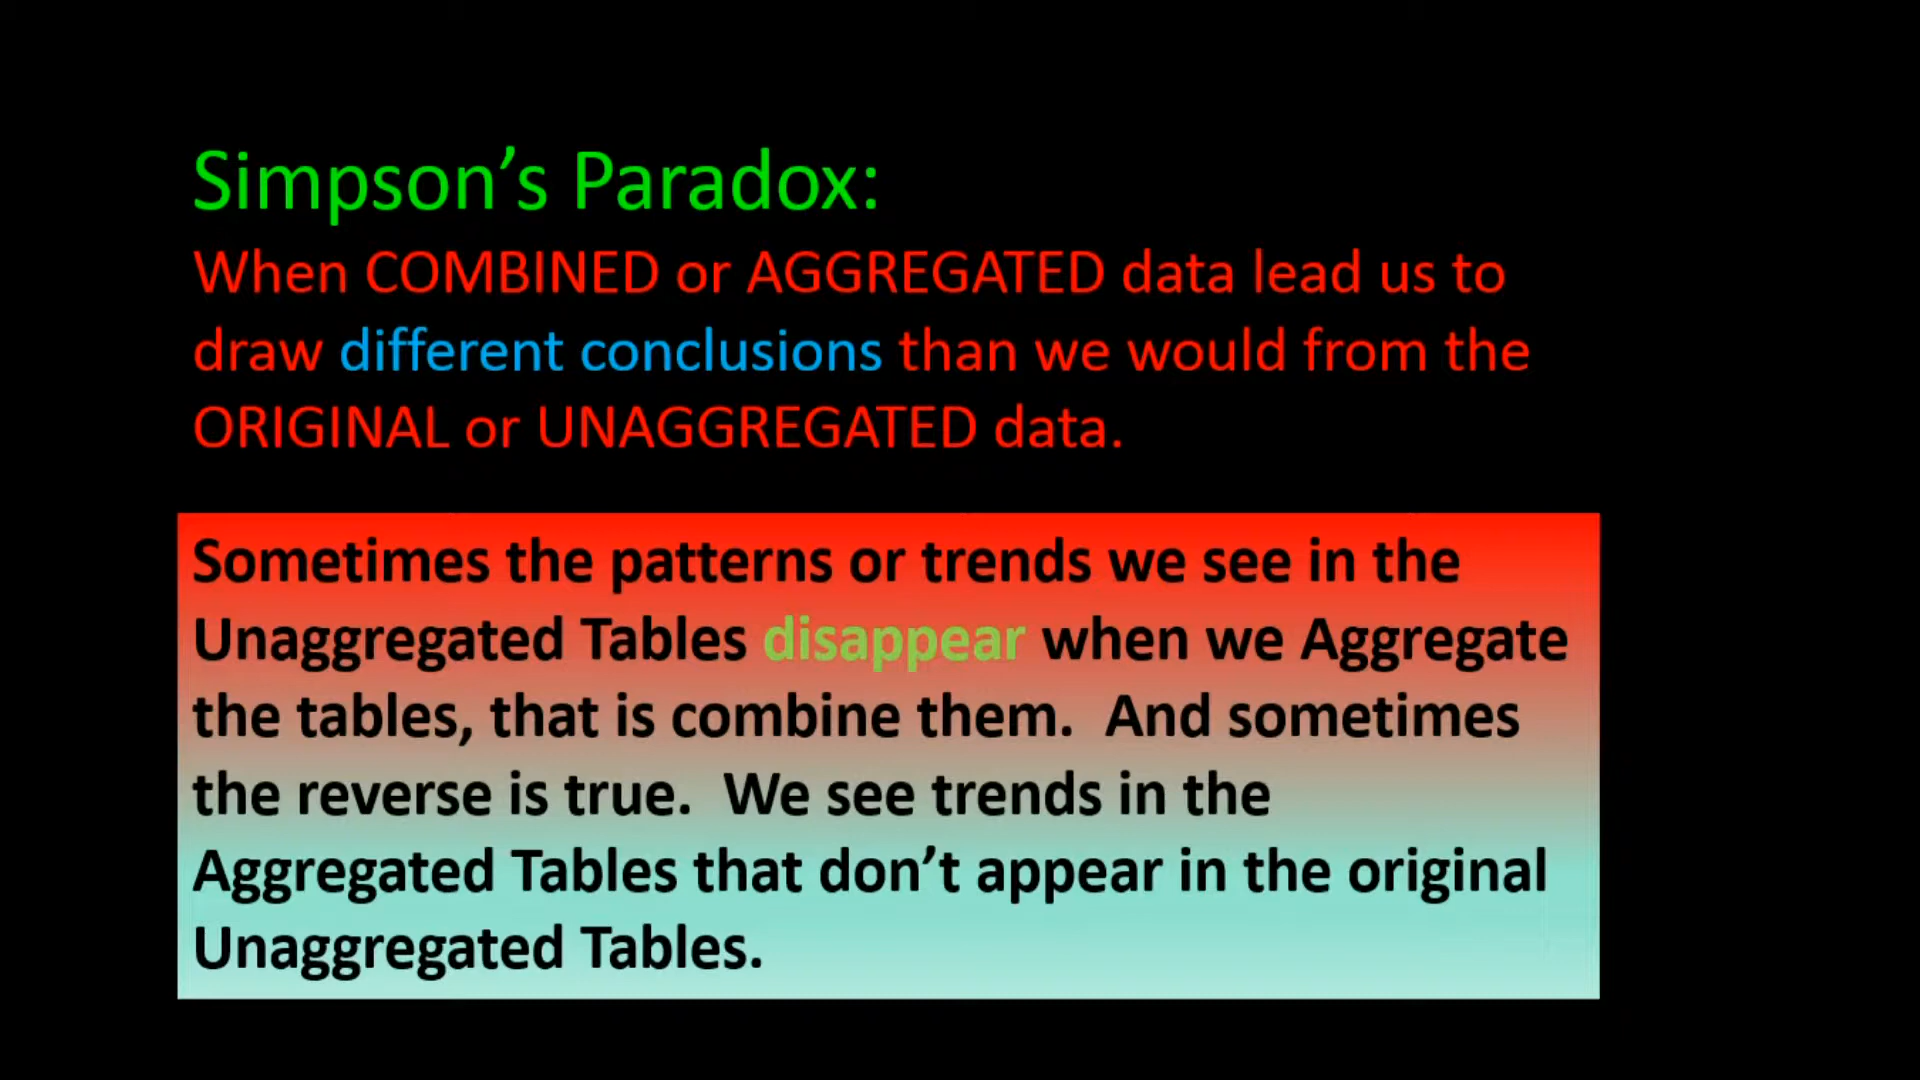 Simpson’s Paradox:
When COMBINED or AGGREGATED data lead us to
draw different conclusions than we would from the
ORIGINAL or UNAGGREGATED data.
Sometimes the patterns or trends we see in the
Unaggregated Tables disappear when we Aggregate
the tables, that is combine them.  And sometimes
the reverse is true.  We see trends in the
Aggregated Tables that don’t appear in the original
Unaggregated Tables.